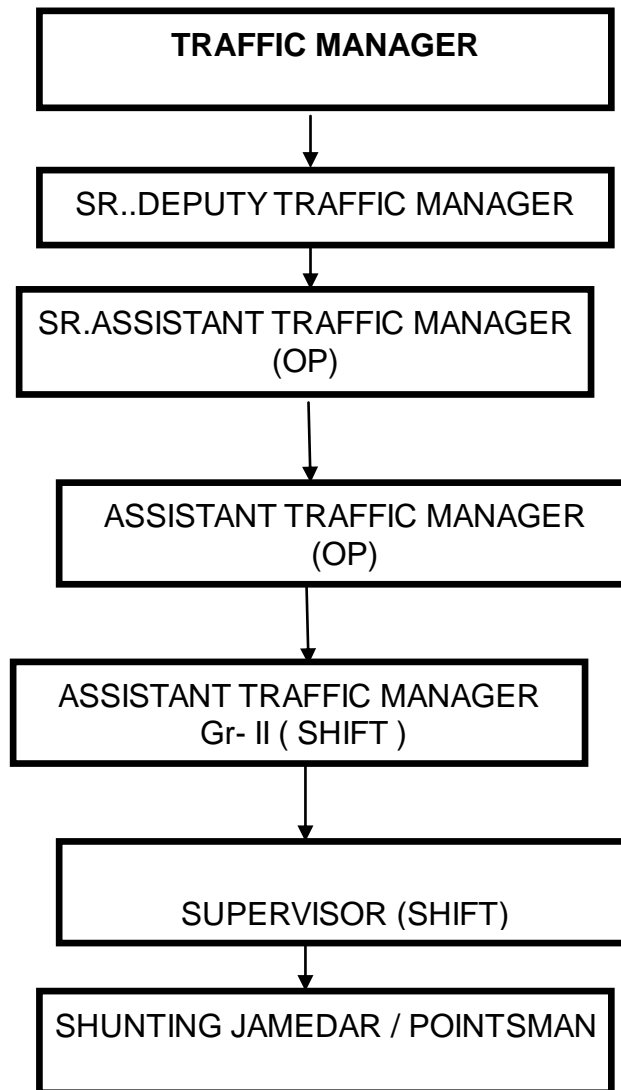 TRAFFIC MANAGER
SR..DEPUTY TRAFFIC MANAGER
SR.ASSISTANT TRAFFIC MANAGER
(OP)
ASSISTANT TRAFFIC MANAGER
(OP)
ASSISTANT TRAFFIC MANAGER
Gr- II ( SHIFT )
SUPERVISOR (SHIFT)
SHUNTING JAMEDAR / POINTSMAN